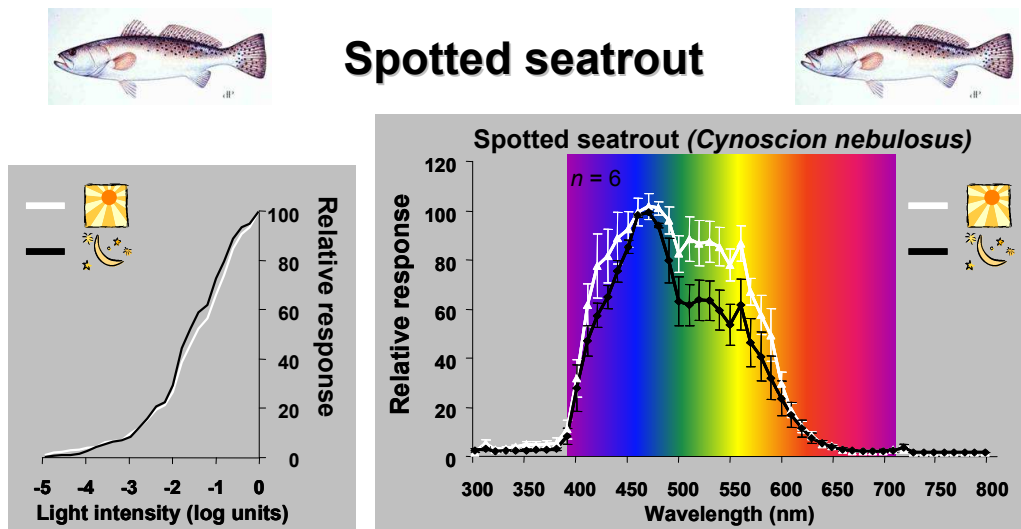 Spotted seatrout
dP
dP
100
80
60
40
20
0
Relative response
-5 -4 -3 -2 -1 0
Light intensity (log units)
Spotted seatrout (Cynoscion nebulosus)
n = 6
120
100
80
60
40
20
0
Relative response
300 350 400 450 500 550 600 650 700 750 800
Wavelength (nm)